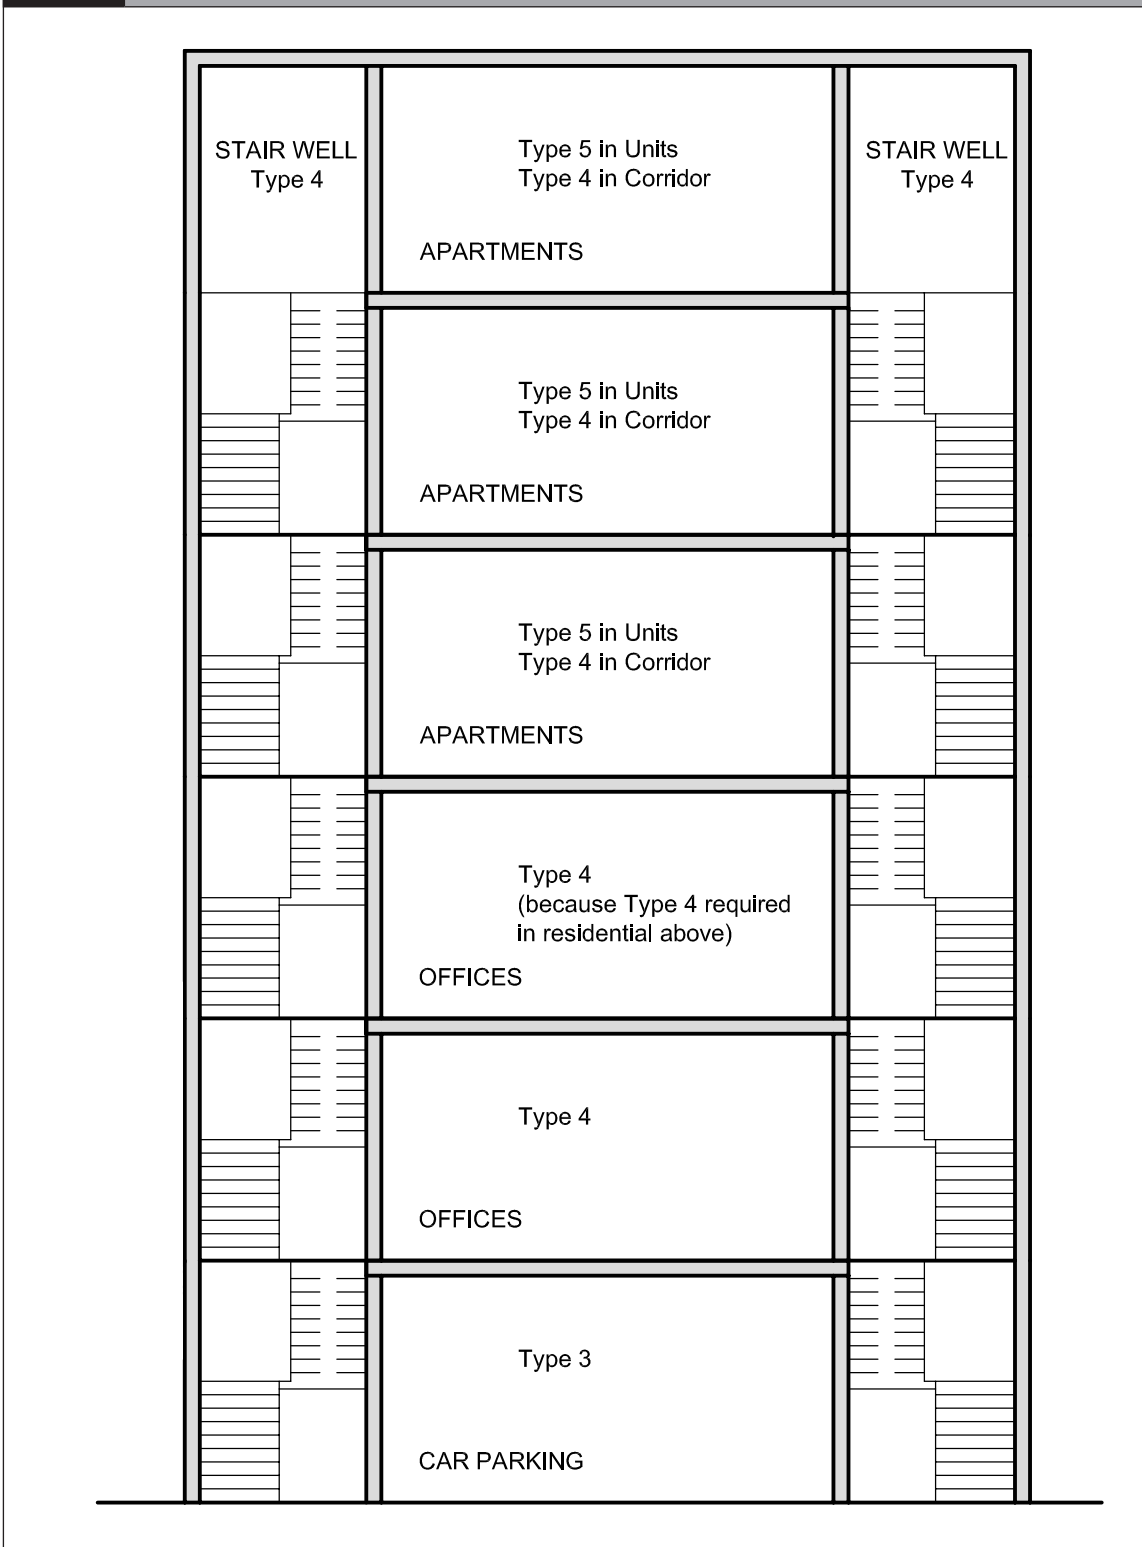 STAIR WELL
Type 4
Type 5 in Units
Type 4 in Corridor
APARTMENTS
STAIR WELL
Type 4
Type 5 in Units
Type 4 in Corridor
APARTMENTS
Type 5 in Units
Type 4 in Corridor
APARTMENTS
Type 4
(because Type 4 required
in residential above)
OFFICES
Type 4
OFFICES
Type 3
CAR PARKING